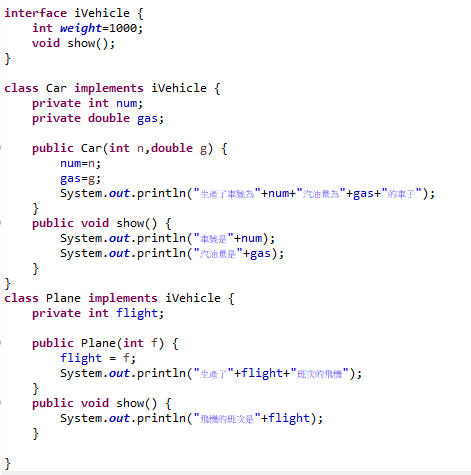 interface iVehicle {
    int weight=1000;
    void show();
}

class Car implements iVehicle {
    private int num;
    private double gas;

    public Car(int n,double g) {
        num=n;
        gas=g;
        System.out.println("生產了車號為"+num+"汽油量為"+gas+"的車子");
    }
    public void show() {
        System.out.println("車號是"+num);
        System.out.println("汽油量是"+gas);
    }
}
class Plane implements iVehicle {
    private int flight;

    public Plane(int f) {
        flight = f;
        System.out.println("生產了"+flight+"班次的飛機");
    }
    public void show() {
        System.out.println("飛機的班次是"+flight);
    }

}